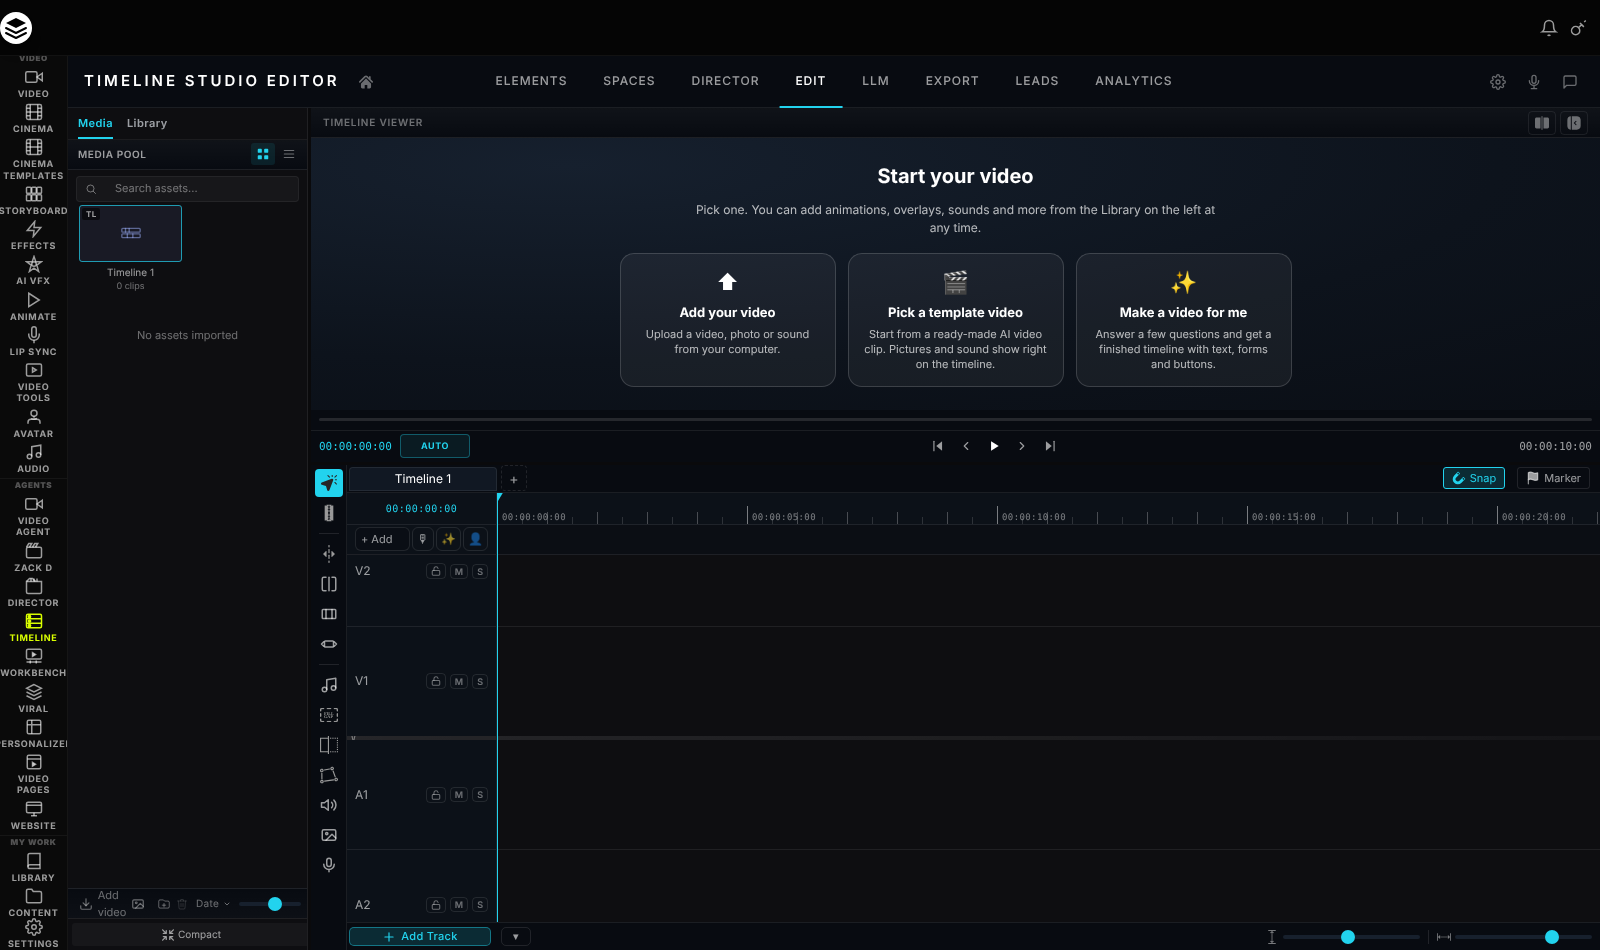 TIMELINE STUDIO EDITOR
ELEMENTS
SPACES
DIRECTOR
EDIT
LLM
EXPORT
LEADS
ANALYTICS
VIDEO
VIDEO
CINEMA
CINEMA
TEMPLATES
STORYBOARD
EFFECTS
AI VFX
ANIMATE
LIP SYNC
VIDEO
TOOLS
AVATAR
AUDIO
AGENTS
VIDEO
AGENT
ZACK D
DIRECTOR
TIMELINE
WORKBENCH
VIRAL
PERSONALIZE
VIDEO
PAGES
WEBSITE
MY WORK
LIBRARY
CONTENT
SETTINGS
Media
Library
MEDIA POOL
Search assets...
TL
Timeline 1
0 clips
No assets imported
Add
video
Date
Compact
TIMELINE VIEWER
Start your video
Pick one. You can add animations, overlays, sounds and more from the Library on the left at
any time.
Add your video
Upload a video, photo or sound
from your computer.
Pick a template video
Start from a ready-made AI video
clip. Pictures and sound show right
on the timeline.
Make a video for me
Answer a few questions and get a
finished timeline with text, forms
and buttons.
00:00:00:00
AUTO
00:00:10:00
Timeline 1
+
Snap
Marker
00:00:00:00
00:00:00:00
00:00:05:00
00:00:10:00
00:00:15:00
00:00:20:00
+ Add
V2
M
S
V1
M
S
A1
M
S
A2
M
S
+ Add Track